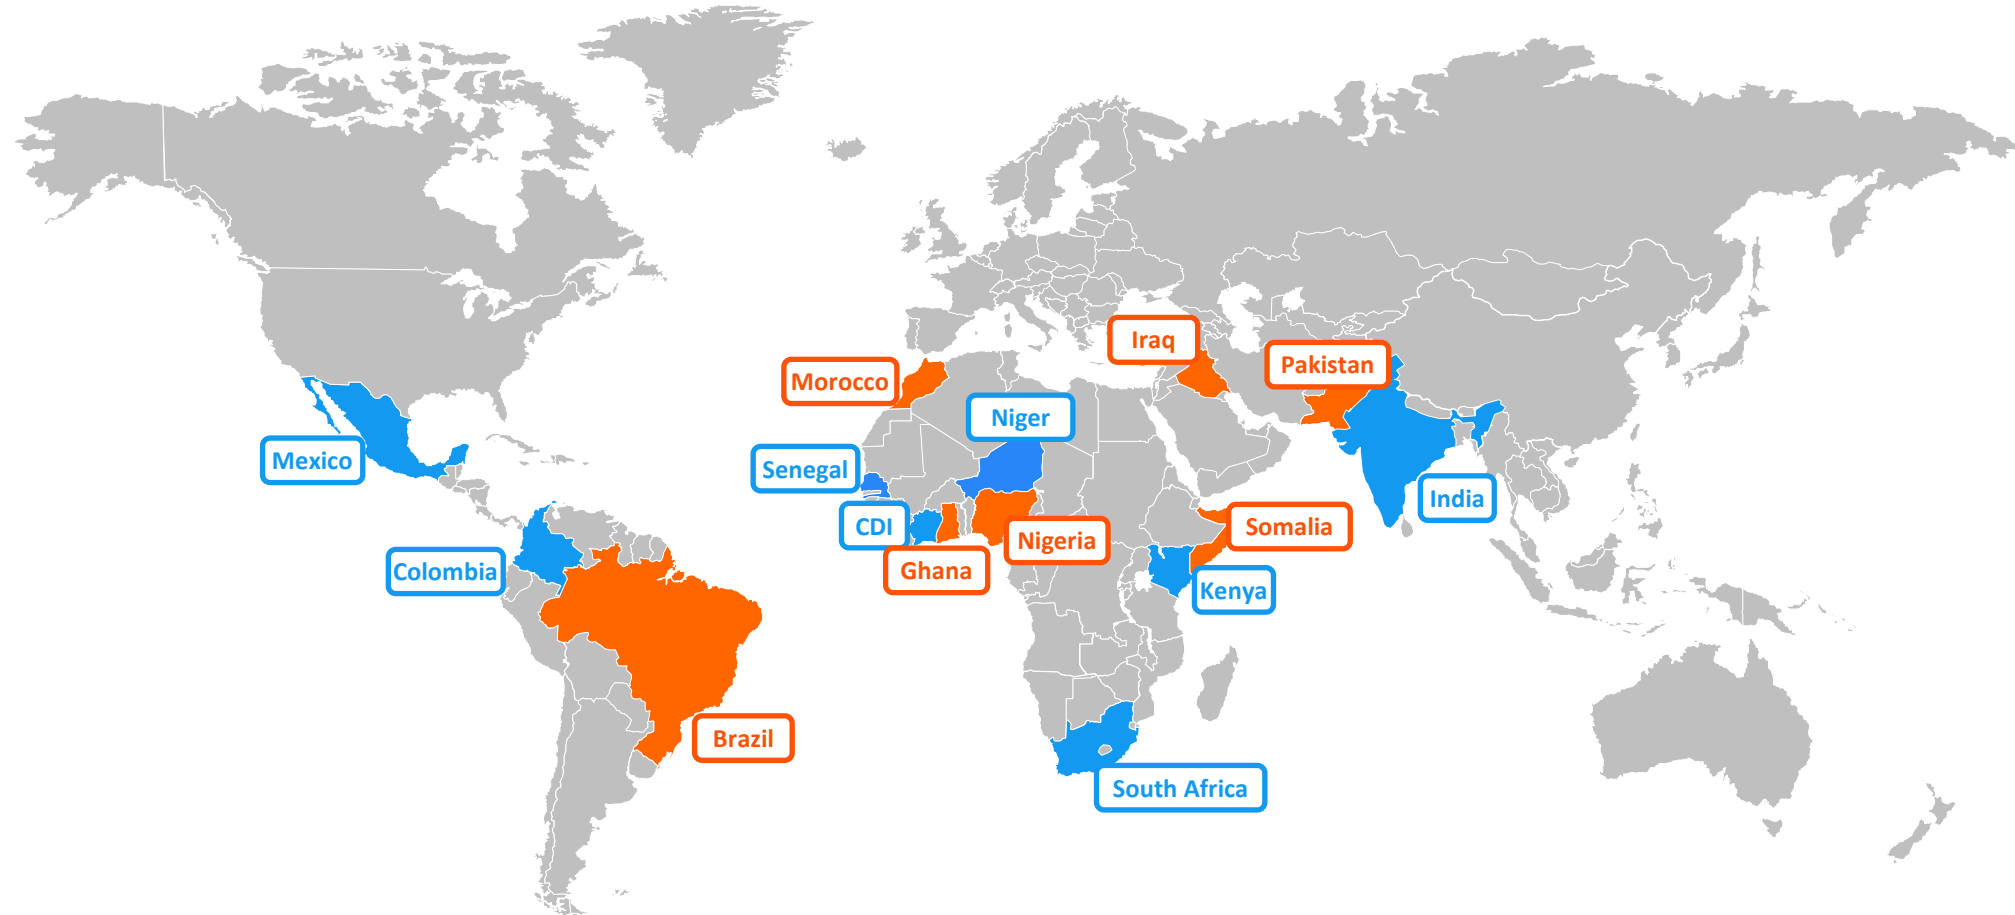 Iraq
Pakistan
Morocco
Niger
Mexico
Senegal
India
CDI
Somalia
Nigeria
Ghana
Colombia
Kenya
Brazil
South Africa